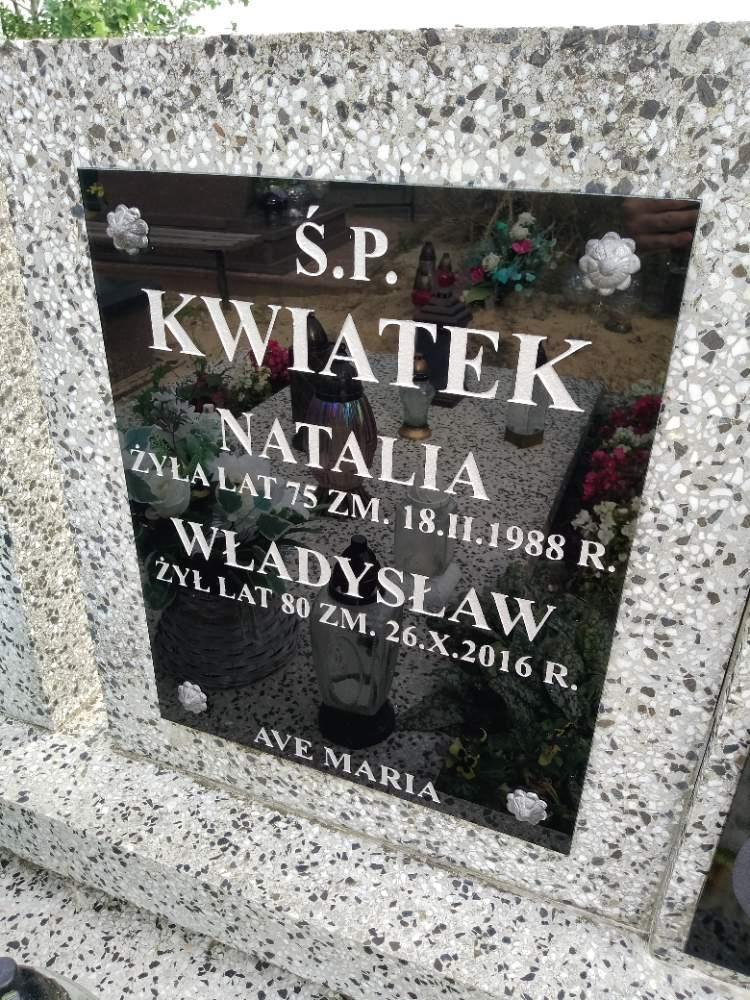 Ś.P.
KWIATEK
NATALIA
ŻYŁA LAT 75 ZM. 18.II.1988 R.
WŁADYSŁAW
ŻYŁ LAT 80 ZM. 26.X.2016 R.
AVE MARIA